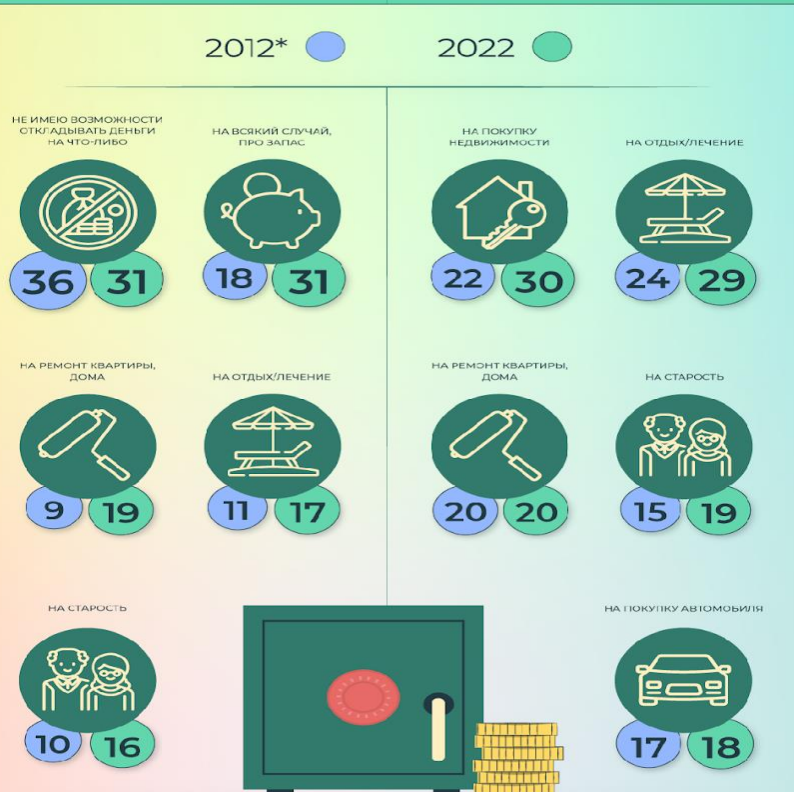 2012*
2022
НЕ ИМЕЮ ВОЗМОЖНОСТИ
ОТКЛАДЫВАТЬ ДЕНЬГИ
НА ЧТО-ЛИБО
36 31
НА ВСЯКИЙ СЛУЧАЙ,
ПРО ЗАПАС
18 31
НА ПОКУПКУ
НЕДВИЖИМОСТИ
22 30
НА ОТДЫХ/ЛЕЧЕНИЕ
24 29
НА РЕМОНТ КВАРТИРЫ,
ДОМА
9 19
НА ОТДЫХ/ЛЕЧЕНИЕ
11 17
НА РЕМОНТ КВАРТИРЫ,
ДОМА
20 20
НА СТАРОСТЬ
15 19
НА СТАРОСТЬ
10 16
НА ПОКУПКУ АВТОМОБИЛЯ
17 18